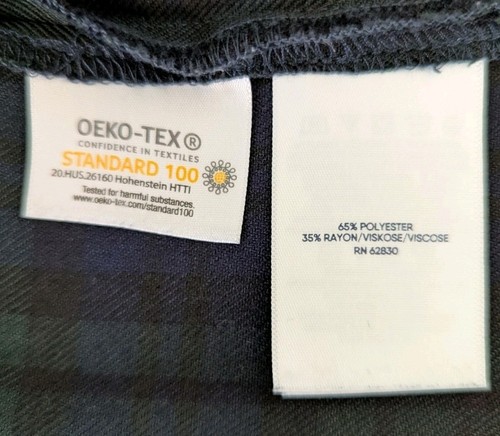 OEKO-TEX®
CONFIDENCE IN TEXTILES
STANDARD 100
20.HUS.26160 Hohenstein HTTI
Tested for harmful substances.
www.oeko-tex.com/standard100
65% POLYESTER
35% RAYON/VISKOSE/VISCOSE
RN 62830